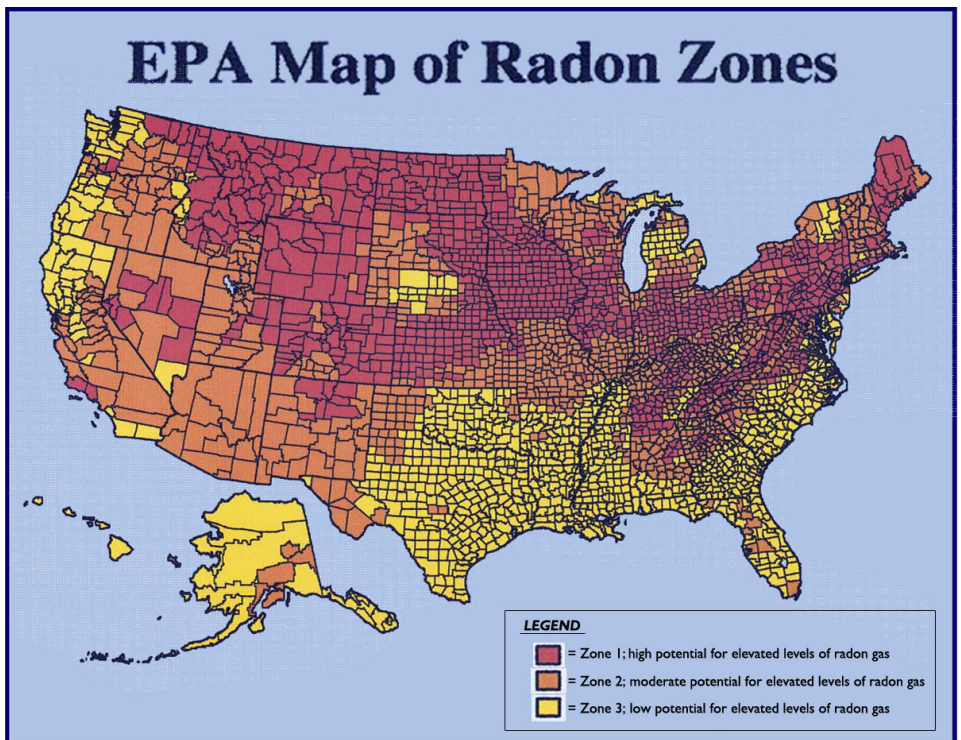 EPA Map of Radon Zones
LEGEND
= Zone 1; high potential for elevated levels of radon gas
= Zone 2; moderate potential for elevated levels of radon gas
= Zone 3; low potential for elevated levels of radon gas